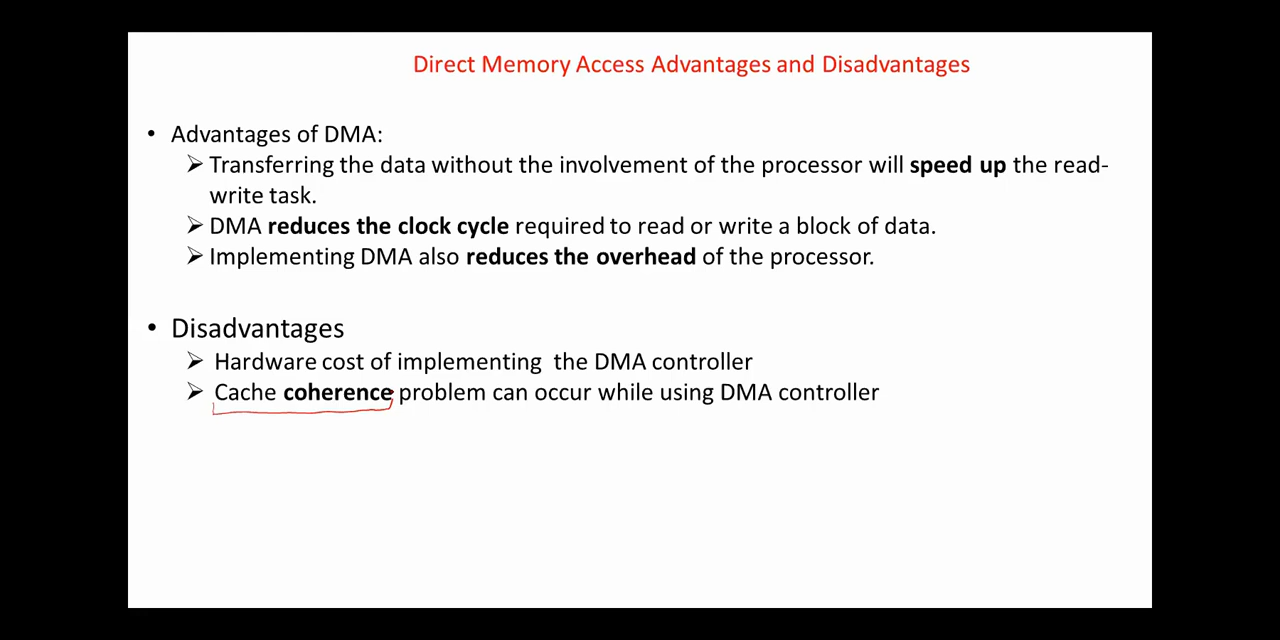 Direct Memory Access Advantages and Disadvantages
• Advantages of DMA:
➢ Transferring the data without the involvement of the processor will speed up the read-
write task.
➢ DMA reduces the clock cycle required to read or write a block of data.
➢ Implementing DMA also reduces the overhead of the processor.
• Disadvantages
➢ Hardware cost of implementing  the DMA controller
➢ Cache coherence problem can occur while using DMA controller